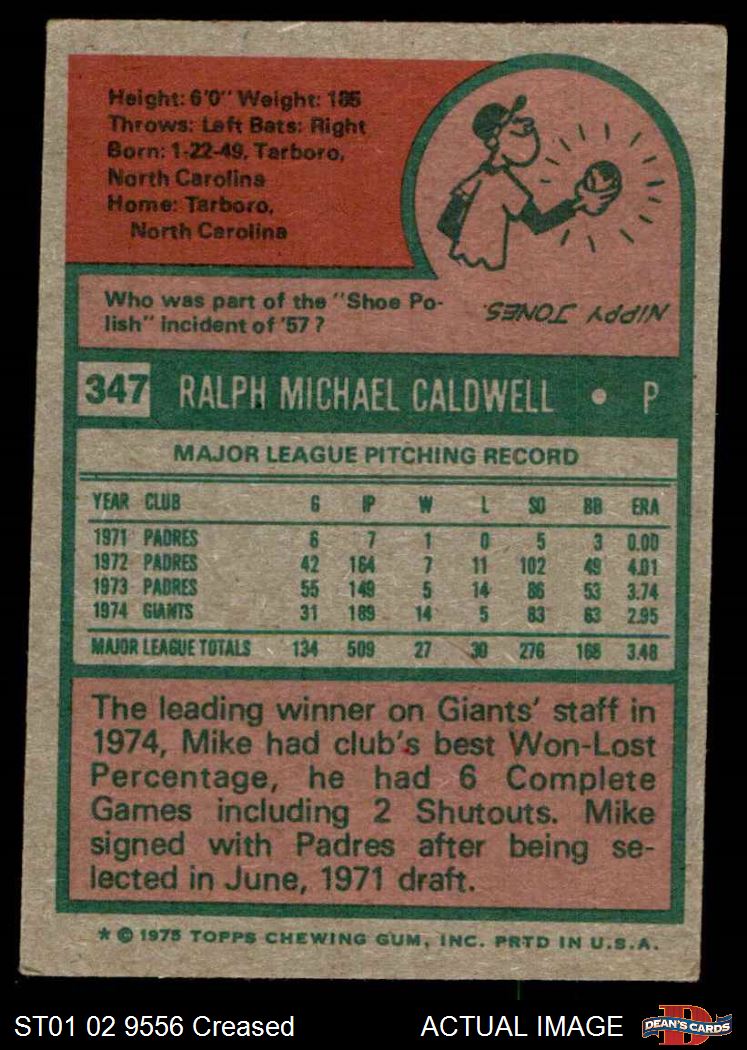 Height: 6'0" Weight: 185
Throws: Left Bats: Right
Born: 1-22-49, Tarboro,
North Carolina
Home: Tarboro,
North Carolina
Who was part of the "Shoe Po-
lish" incident of '57?
NIPPY JONES.
347 RALPH MICHAEL CALDWELL • P
MAJOR LEAGUE PITCHING RECORD
YEAR CLUB G IP W L SO BB ERA
1971 PADRES 6 7 1 0 5 3 0.00
1972 PADRES 42 164 7 11 102 49 4.01
1973 PADRES 55 149 5 14 86 53 3.74
1974 GIANTS 31 189 14 5 83 63 2.95
MAJOR LEAGUE TOTALS 134 509 27 30 276 168 3.48
The leading winner on Giants' staff in
1974, Mike had club's best Won-Lost
Percentage, he had 6 Complete
Games including 2 Shutouts. Mike
signed with Padres after being se-
lected in June, 1971 draft.
* © 1975 TOPPS CHEWING GUM, INC. PRTD IN U.S.A.
ST01 02 9556 Creased ACTUAL IMAGE
D
DEAN'S CARDS